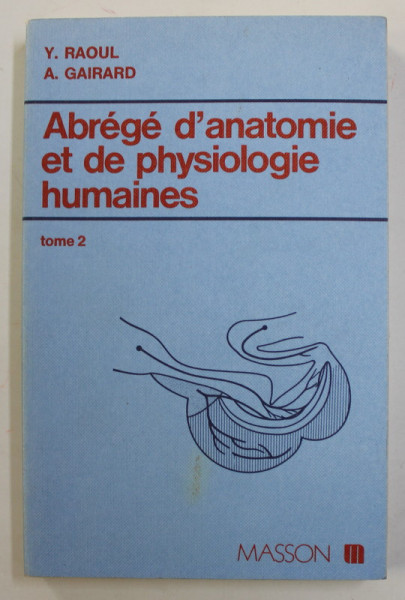 Y. RAOUL
A. GAIRARD
Abrégé d'anatomie
et de physiologie
humaines
tome 2
MASSON